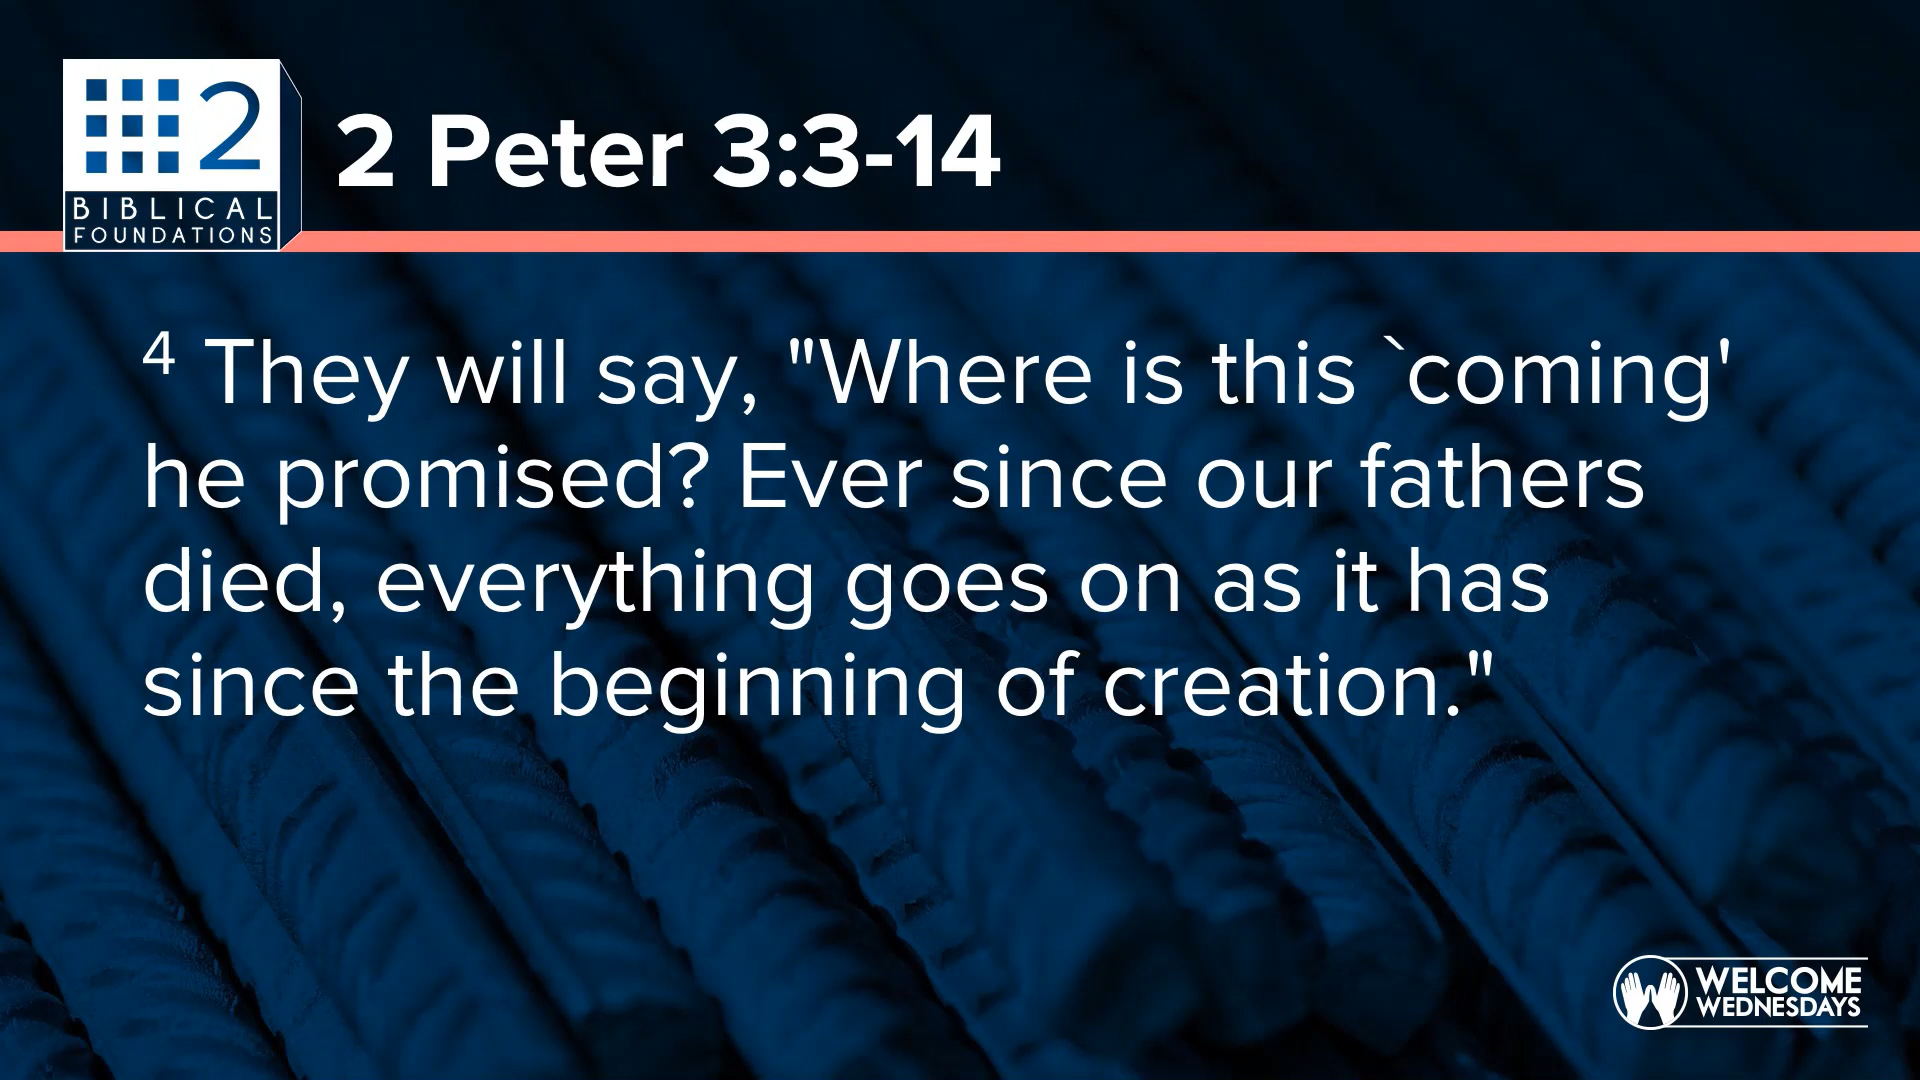 2
BIBLICAL
FOUNDATIONS
2 Peter 3:3-14
4 They will say, "Where is this `coming'
he promised? Ever since our fathers
died, everything goes on as it has
since the beginning of creation."
WELCOME
WEDNESDAYS